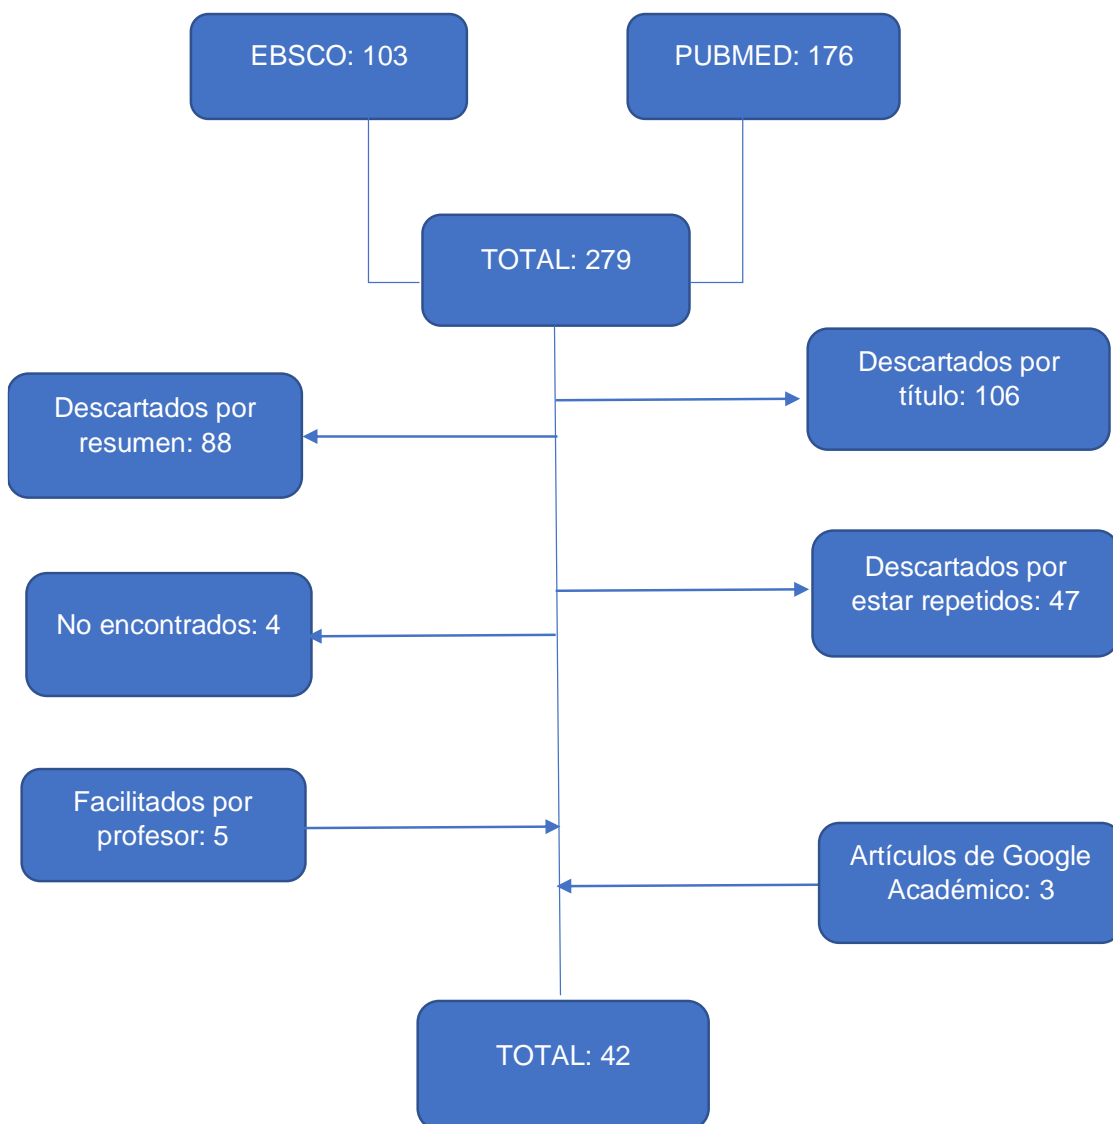 EBSCO: 103
PUBMED: 176
TOTAL: 279
Descartados por
título: 106
Descartados por
resumen: 88
Descartados por
estar repetidos: 47
No encontrados: 4
Facilitados por
profesor: 5
Artículos de Google
Académico: 3
TOTAL: 42